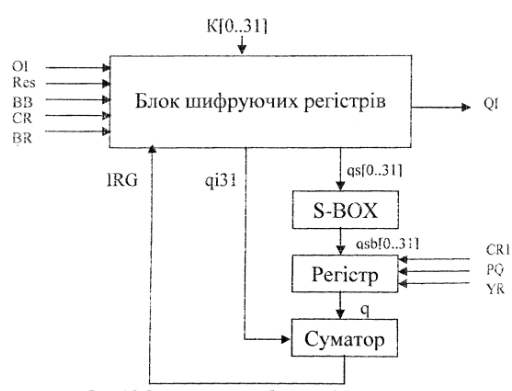 К[0..31]
OI
Res
BB
CR
BR
Блок шифруючих регістрів
QI
IRG
qi31
qs[0..31]
S-BOX
qsb[0..31]
Регістр
CR1
PQ
YR
q
Суматор